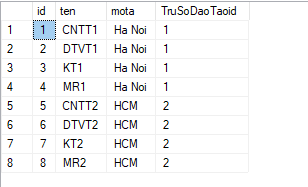 id ten mota TruSoDaoTaoid
1 1 CNTT1 Ha Noi 1
2 2 DTVT1 Ha Noi 1
3 3 KT1 Ha Noi 1
4 4 MR1 Ha Noi 1
5 5 CNTT2 HCM 2
6 6 DTVT2 HCM 2
7 7 KT2 HCM 2
8 8 MR2 HCM 2